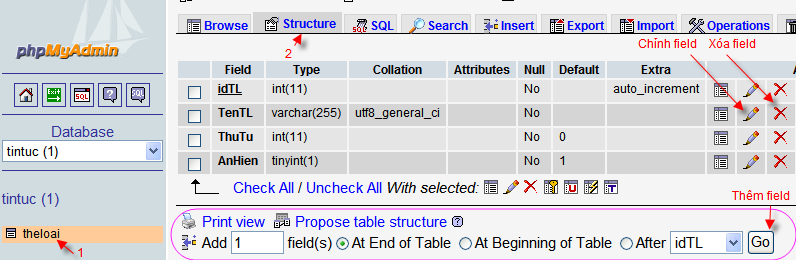 phpMyAdmin
Database
tintuc (1)
tintuc (1)
theloai
1
Browse Structure SQL Search Insert Export Import Operations
2
Chỉnh field Xóa field
Field Type Collation Attributes Null Default Extra A
idTL int(11) No auto_increment
TenTL varchar(255) utf8_general_ci No
ThuTu int(11) No 0
AnHien tinyint(1) No 1
Check All / Uncheck All With selected:
Thêm field
Print view Propose table structure
Add 1 field(s) At End of Table At Beginning of Table After idTL Go